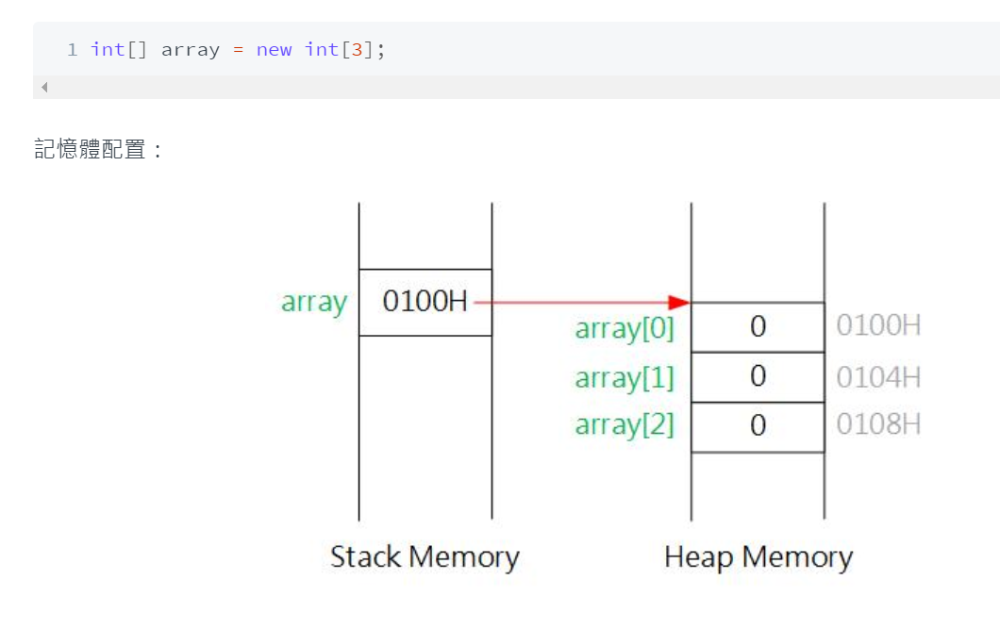 1 int[] array = new int[3];
記憶體配置：
array 0100H
array[0] 0 0100H
array[1] 0 0104H
array[2] 0 0108H
Stack Memory Heap Memory